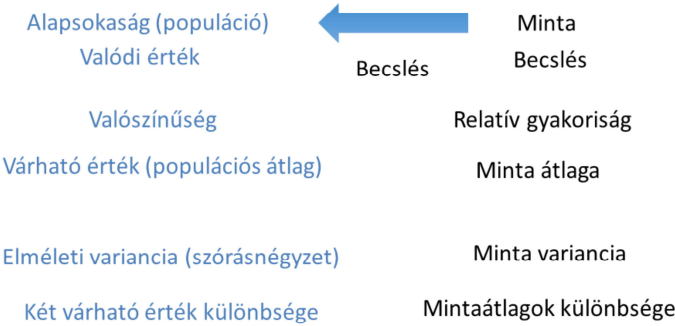 Alapsokaság (populáció)
Minta
Valódi érték
Becslés
Becslés
Valószínűség
Relatív gyakoriság
Várható érték (populációs átlag)
Minta átlaga
Elméleti variancia (szórásnégyzet)
Minta variancia
Két várható érték különbsége
Mintaátlagok különbsége